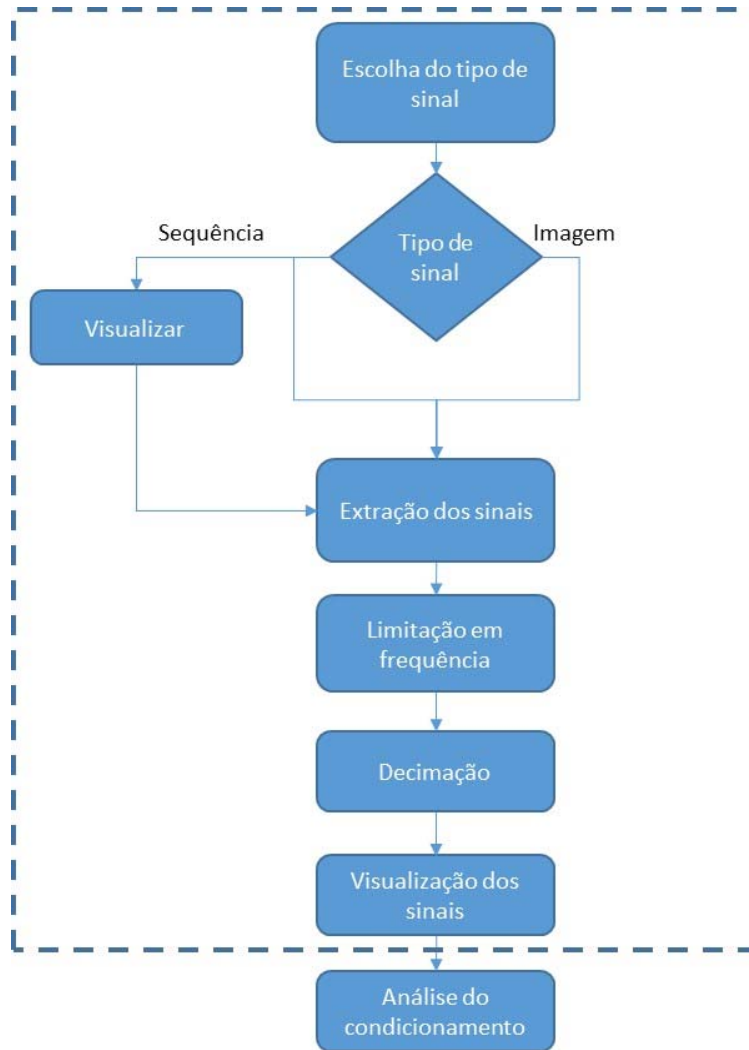 Escolha do tipo de
sinal
Sequência
Tipo de
sinal
Imagem
Visualizar
Extração dos sinais
Limitação em
frequência
Decimação
Visualização dos
sinais
Análise do
condicionamento